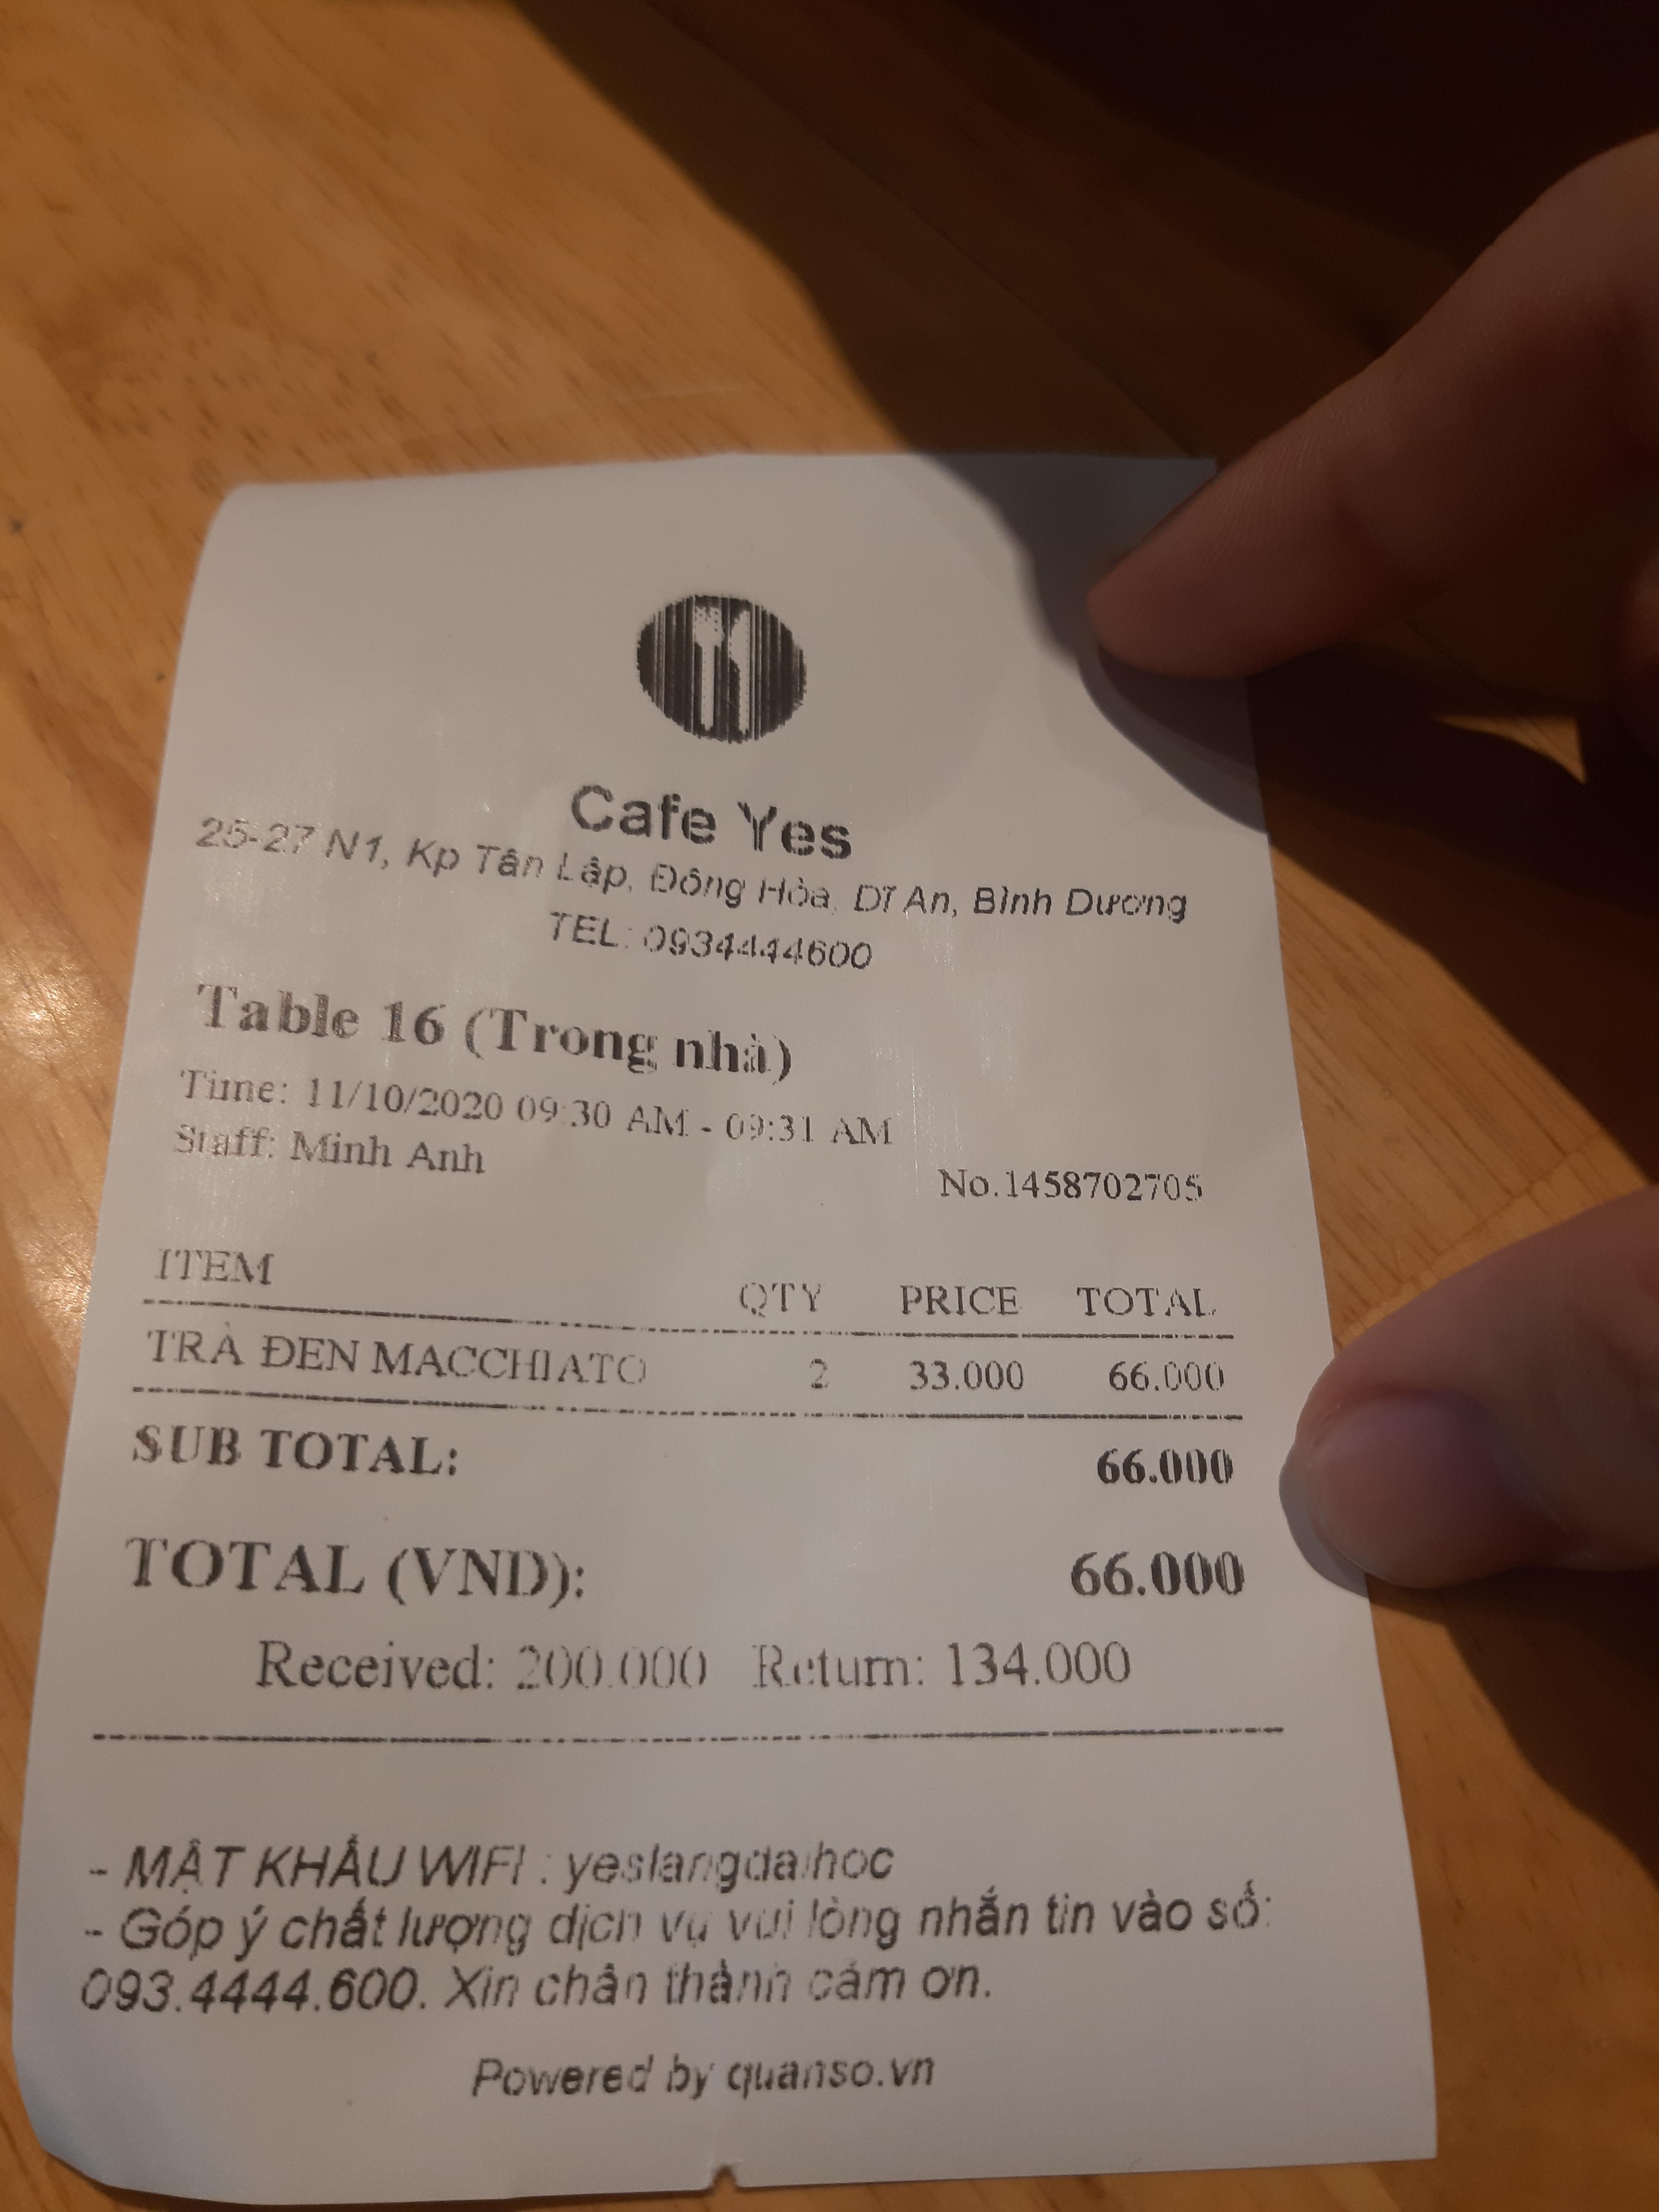 Cafe Yes
25-27 N1, Kp Tân Lập, Đông Hòa, Dĩ An, Bình Dương
TEL: 0934444600
Table 16 (Trong nhà)
Time: 11/10/2020 09:30 AM - 09:31 AM
Staff: Minh Anh
No.1458702705
ITEM QTY PRICE TOTAL
TRÀ ĐEN MACCHIATO 2 33.000 66.000
SUB TOTAL: 66.000
TOTAL (VND): 66.000
Received: 200.000 Return: 134.000
- MẬT KHẨU WIFI : yeslangdaihoc
- Góp ý chất lượng dịch vụ vui lòng nhắn tin vào số:
093.4444.600. Xin chân thành cám ơn.
Powered by quanso.vn